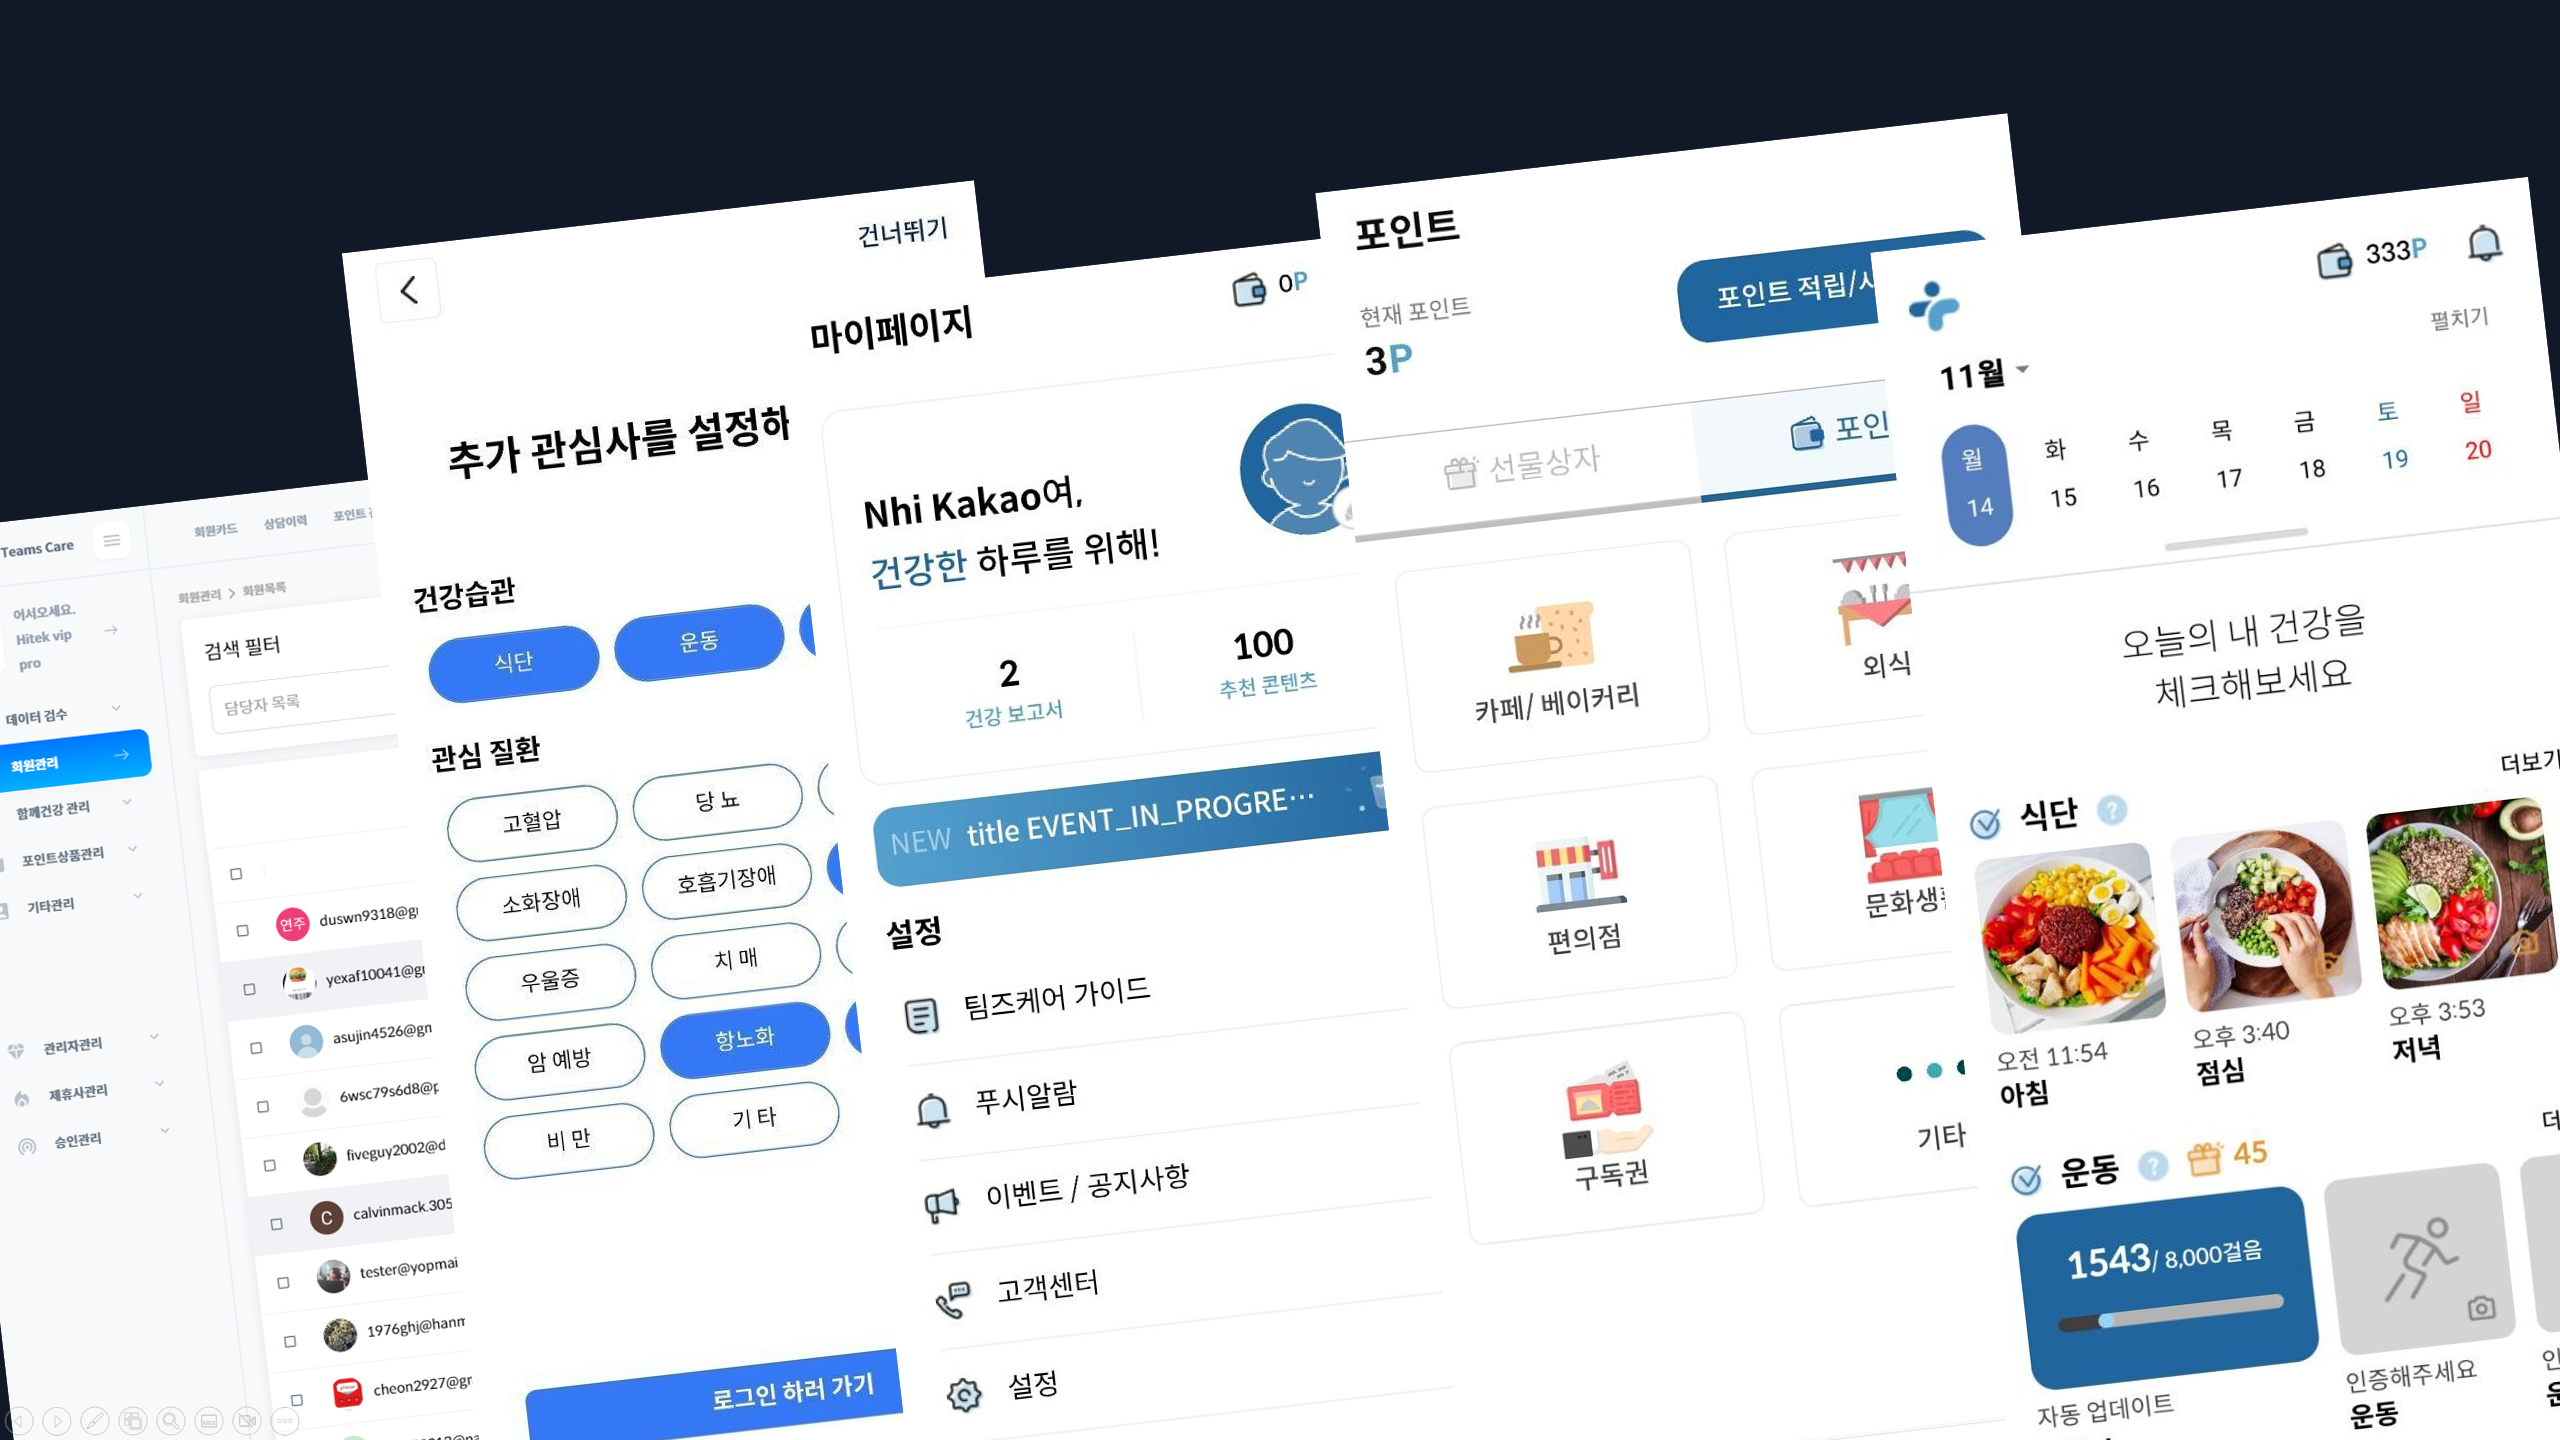 Teams Care
회원카드 상담이력 포인트
회원관리 > 회원목록
어서오세요.
Hitek vip
pro
데이터 검수
회원관리
함께건강 관리
포인트상품관리
기타관리
관리자관리
제휴사관리
승인관리
검색 필터
담당자 목록
연주 duswn9318@g
yexaf10041@g
asujin4526@gn
6wsc79s6d8@p
fiveguy2002@d
C calvinmack.305
tester@yopmai
1976ghj@hanm
cheon2927@gr
건너뛰기
추가 관심사를 설정하
건강습관
식단 운동
관심 질환
고혈압 당 뇨
소화장애 호흡기장애
우울증 치 매
암 예방 항노화
비 만 기 타
로그인 하러 가기
0P
마이페이지
Nhi Kakao여,
건강한 하루를 위해!
2 100
건강 보고서 추천 콘텐츠
NEW title EVENT_IN_PROGRE…
설정
팀즈케어 가이드
푸시알람
이벤트 / 공지사항
고객센터
설정
포인트
현재 포인트
3P
포인트 적립/
선물상자 포인
카페/ 베이커리 외식
편의점 문화생
구독권 기타
333P
펼치기
11월
월 화 수 목 금 토 일
14 15 16 17 18 19 20
오늘의 내 건강을
체크해보세요
더보기
식단 ?
오전 11:54 오후 3:40 오후 3:53
아침 점심 저녁
운동 ? 45
1543/ 8,000걸음
자동 업데이트 인증해주세요
운동